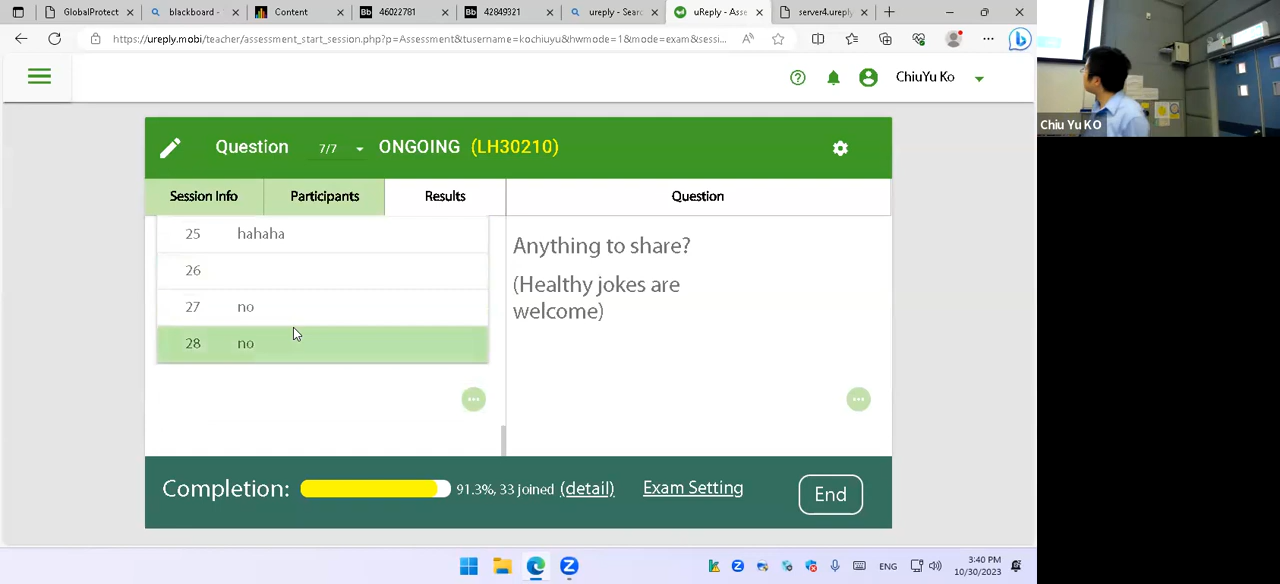 GlobalProtect
blackboard -
Content
46022781
42849321
ureply - Sear
uReply - Asse
server4.ureply
https://ureply.mobi/teacher/assessment_start_session.php?p=Assessment&tusername=kochiuyu&hwmode=1&mode=exam&sessi...
ChiuYu Ko
Chiu Yu KO
Question 7/7 ONGOING (LH30210)
Session Info Participants Results Question
25 hahaha
26
27 no
28 no
Anything to share?
(Healthy jokes are
welcome)
Completion: 91.3%, 33 joined (detail) Exam Setting End
ENG
3:40 PM
10/30/2023